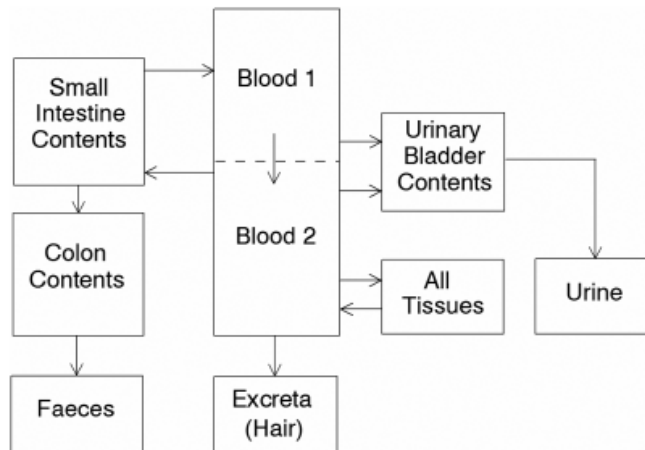 Small
Intestine
Contents
Blood 1
Urinary
Bladder
Contents
Colon
Contents
Blood 2
All
Tissues
Urine
Faeces
Excreta
(Hair)